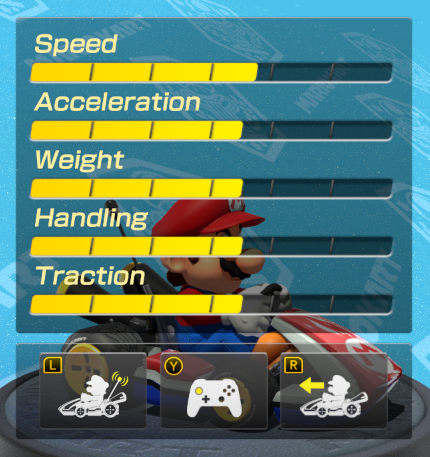 Speed
Acceleration
Weight
Handling
Traction
L Y R